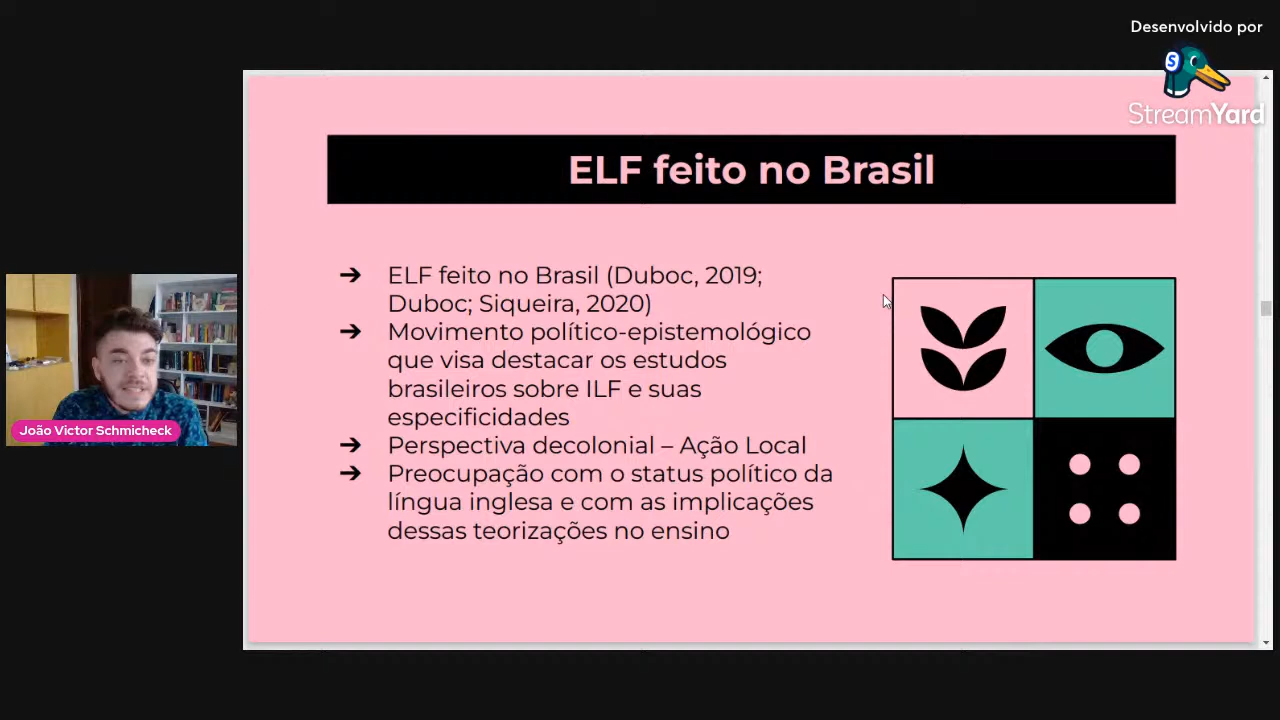 Desenvolvido por
StreamYard
ELF feito no Brasil
➔ ELF feito no Brasil (Duboc, 2019;
Duboc; Siqueira, 2020)
➔ Movimento político-epistemológico
que visa destacar os estudos
brasileiros sobre ILF e suas
especificidades
➔ Perspectiva decolonial – Ação Local
➔ Preocupação com o status político da
língua inglesa e com as implicações
dessas teorizações no ensino
João Victor Schmicheck